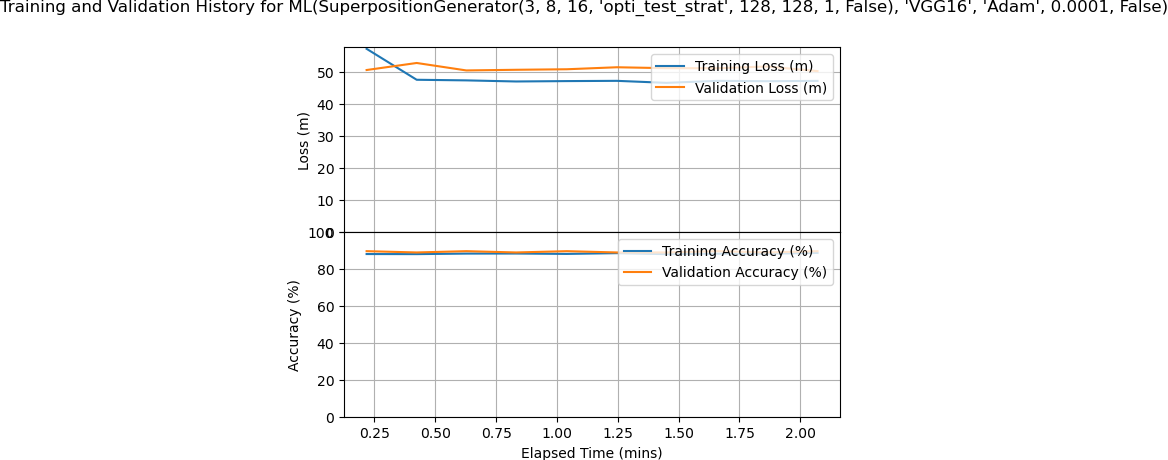 Training and Validation History for ML(SuperpositionGenerator(3, 8, 16, 'opti_test_strat', 128, 128, 1, False), 'VGG16', 'Adam', 0.0001, False)
50
40
30
20
10
0
Loss (m)
Training Loss (m)
Validation Loss (m)
100
80
60
40
20
0
Accuracy (%)
Training Accuracy (%)
Validation Accuracy (%)
0.25 0.50 0.75 1.00 1.25 1.50 1.75 2.00
Elapsed Time (mins)